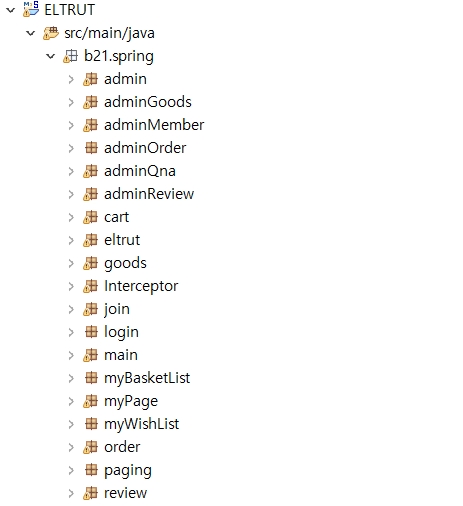 ELTRUT
src/main/java
b21.spring
admin
adminGoods
adminMember
adminOrder
adminQna
adminReview
cart
eltrut
goods
Interceptor
join
login
main
myBasketList
myPage
myWishList
order
paging
review